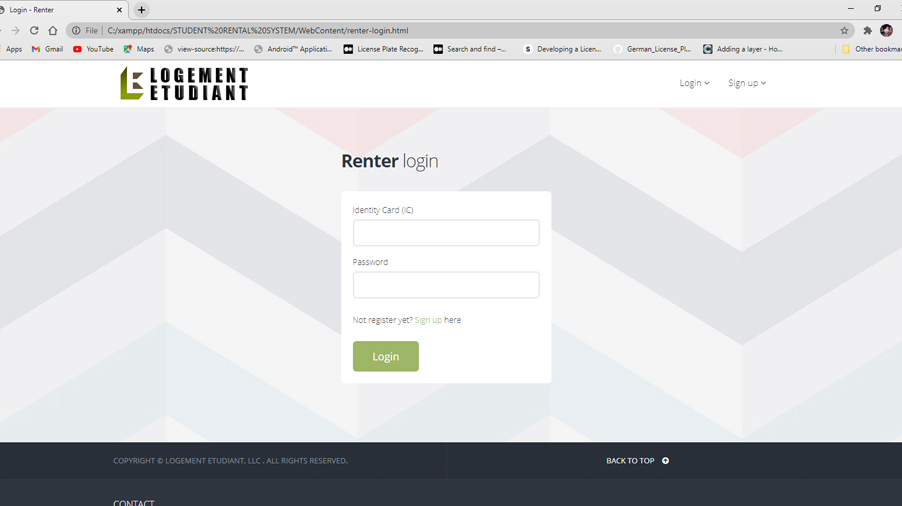 Login - Renter
File | C:/xampp/htdocs/STUDENT%20RENTAL%20SYSTEM/WebContent/renter-login.html
Apps Gmail YouTube Maps view-source:https://... Android™ Applicati... License Plate Recog... Search and find –... S Developing a Licen... German_License_Pl... Adding a layer - Ho... Other bookma
LOGEMENT
ETUDIANT
Login Sign up
Renter login
Identity Card (IC)
Password
Not register yet? Sign up here
Login
COPYRIGHT © LOGEMENT ETUDIANT, LLC . ALL RIGHTS RESERVED.
BACK TO TOP
CONTACT